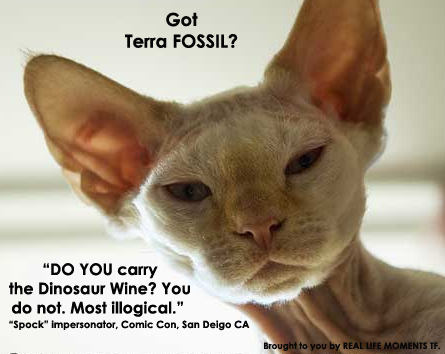 Got
Terra FOSSIL?
“DO YOU carry
the Dinosaur Wine? You
do not. Most illogical.”
“Spock” impersonator, Comic Con, San Deigo CA
Brought to you by REAL LIFE MOMENTS TF.